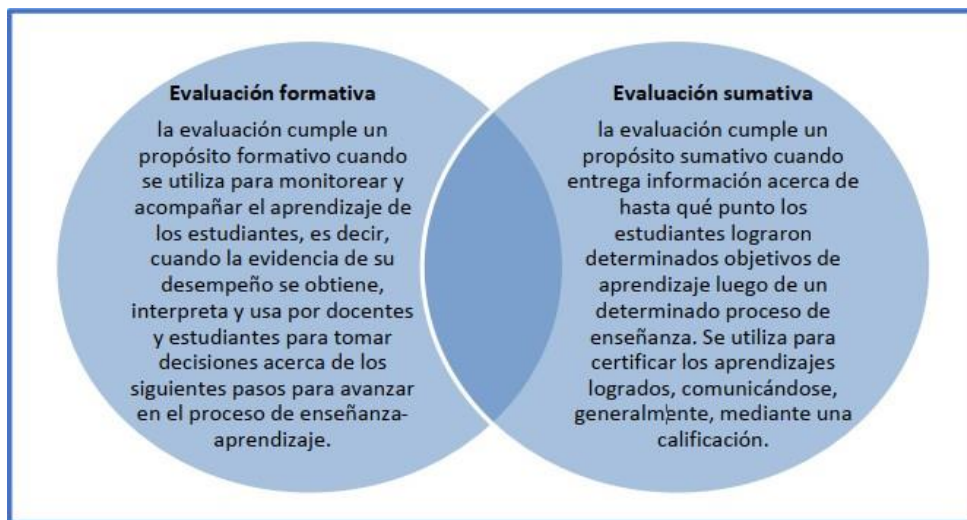 Evaluación formativa
la evaluación cumple un
propósito formativo cuando
se utiliza para monitorear y
acompañar el aprendizaje de
los estudiantes, es decir,
cuando la evidencia de su
desempeño se obtiene,
interpreta y usa por docentes
y estudiantes para tomar
decisiones acerca de los
siguientes pasos para avanzar
en el proceso de enseñanza-
aprendizaje.
Evaluación sumativa
la evaluación cumple un
propósito sumativo cuando
entrega información acerca de
hasta qué punto los
estudiantes lograron
determinados objetivos de
aprendizaje luego de un
determinado proceso de
enseñanza. Se utiliza para
certificar los aprendizajes
logrados, comunicándose,
generalmente, mediante una
calificación.